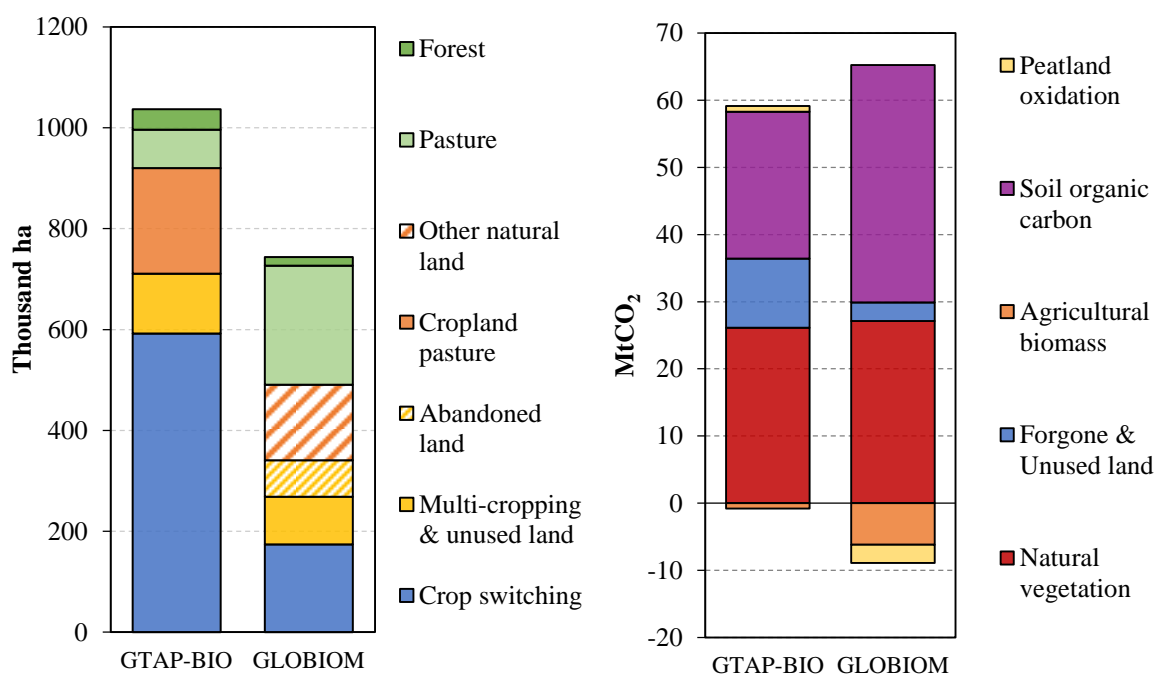 1200
1000
800
600
400
200
0
Thousand ha
GTAP-BIO
GLOBIOM
Forest
Pasture
Other natural
land
Cropland
pasture
Abandoned
land
Multi-cropping
& unused land
Crop switching
70
60
50
40
30
20
10
0
-10
-20
MtCO₂
GTAP-BIO
GLOBIOM
Peatland
oxidation
Soil organic
carbon
Agricultural
biomass
Forgone &
Unused land
Natural
vegetation